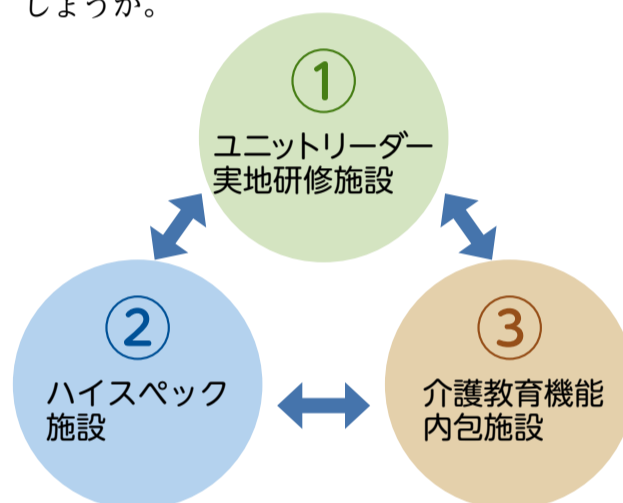 しょうか。
①
ユニットリーダー
実地研修施設
②
ハイスペック
施設
③
介護教育機能
内包施設